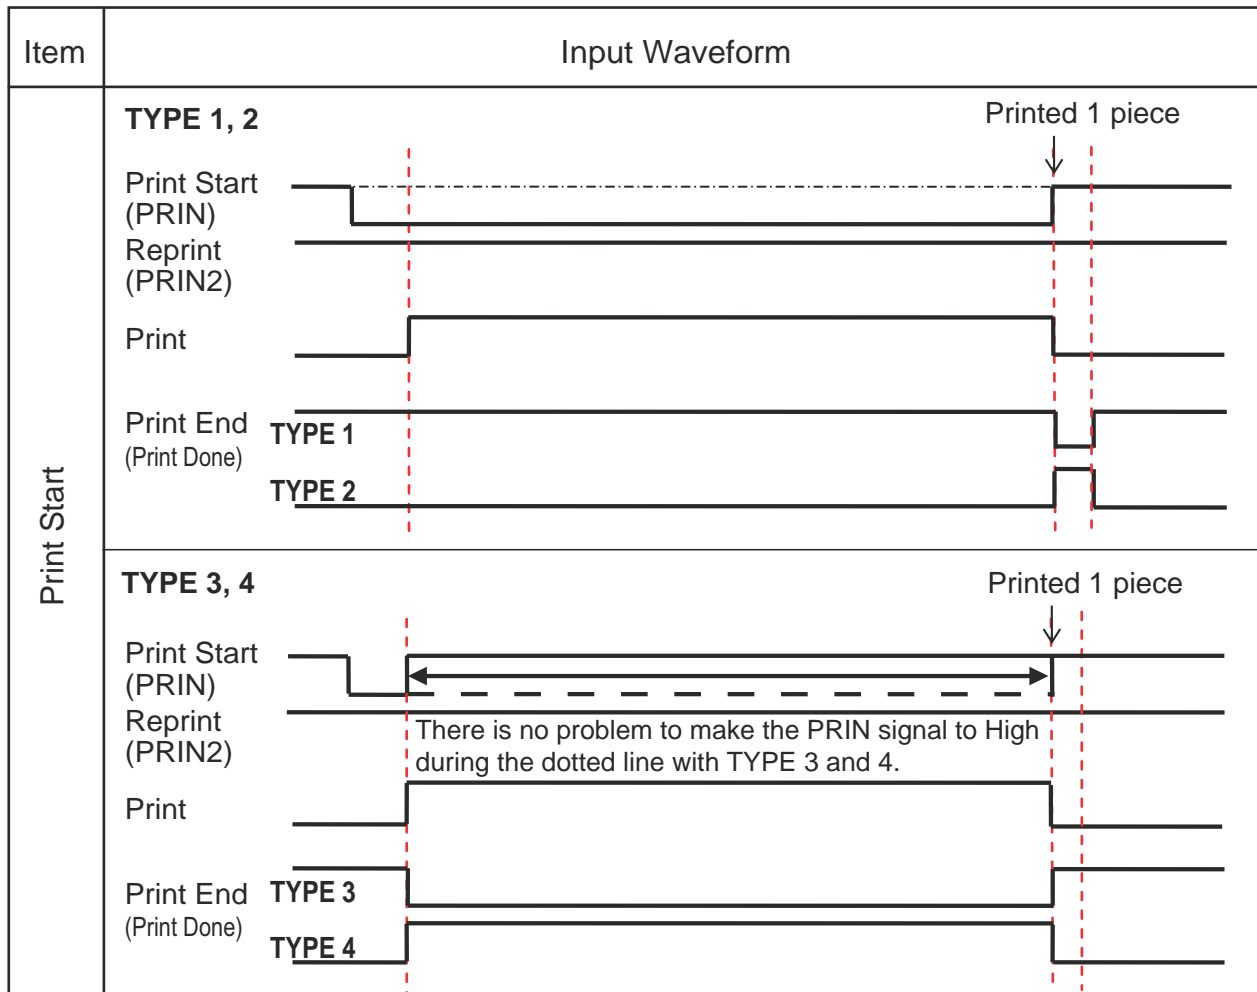 Item
Input Waveform
Print Start
TYPE 1, 2
Printed 1 piece
Print Start
(PRIN)
Reprint
(PRIN2)
Print
Print End
(Print Done)
TYPE 1
TYPE 2
TYPE 3, 4
Printed 1 piece
Print Start
(PRIN)
Reprint
(PRIN2)
There is no problem to make the PRIN signal to High
during the dotted line with TYPE 3 and 4.
Print
Print End
(Print Done)
TYPE 3
TYPE 4